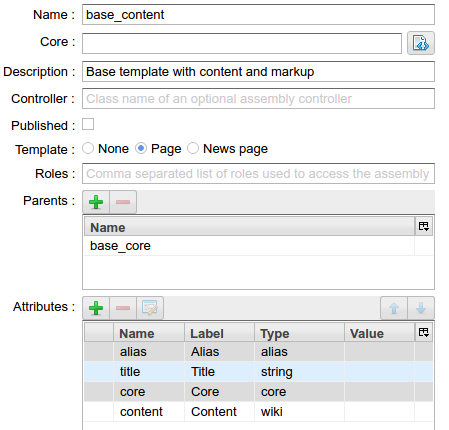 Name : base_content
Core :
Description : Base template with content and markup
Controller : Class name of an optional assembly controller
Published :
Template : None Page News page
Roles : Comma separated list of roles used to access the assembly
Parents :
Name
base_core
Attributes :
Name Label Type Value
alias Alias alias
title Title string
core Core core
content Content wiki